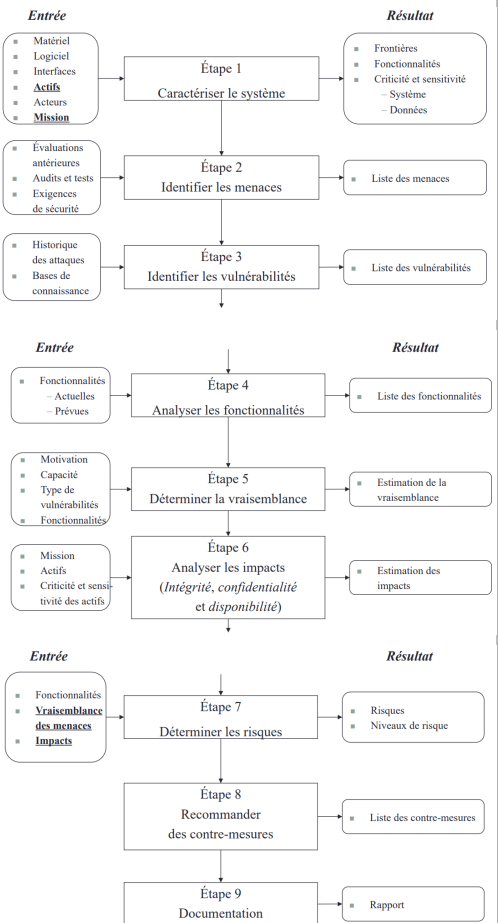 Entrée
Résultat
Matériel
Logiciel
Interfaces
Actifs
Acteurs
Mission
Étape 1
Caractériser le système
Frontières
Fonctionnalités
Criticité et sensitivité
– Système
– Données
Évaluations
antérieures
Audits et tests
Exigences
de sécurité
Étape 2
Identifier les menaces
Liste des menaces
Historique
des attaques
Bases de
connaissance
Étape 3
Identifier les vulnérabilités
Liste des vulnérabilités
Entrée
Résultat
Fonctionnalités
– Actuelles
– Prévues
Étape 4
Analyser les fonctionnalités
Liste des fonctionnalités
Motivation
Capacité
Type de
vulnérabilités
Fonctionnalités
Étape 5
Déterminer la vraisemblance
Estimation de la
vraisemblance
Mission
Actifs
Criticité et sensi-
tivité des actifs
Étape 6
Analyser les impacts
(Intégrité, confidentialité
et disponibilité)
Estimation des
impacts
Entrée
Résultat
Fonctionnalités
Vraisemblance
des menaces
Impacts
Étape 7
Déterminer les risques
Risques
Niveaux de risque
Étape 8
Recommander
des contre-mesures
Liste des contre-mesures
Étape 9
Documentation
Rapport